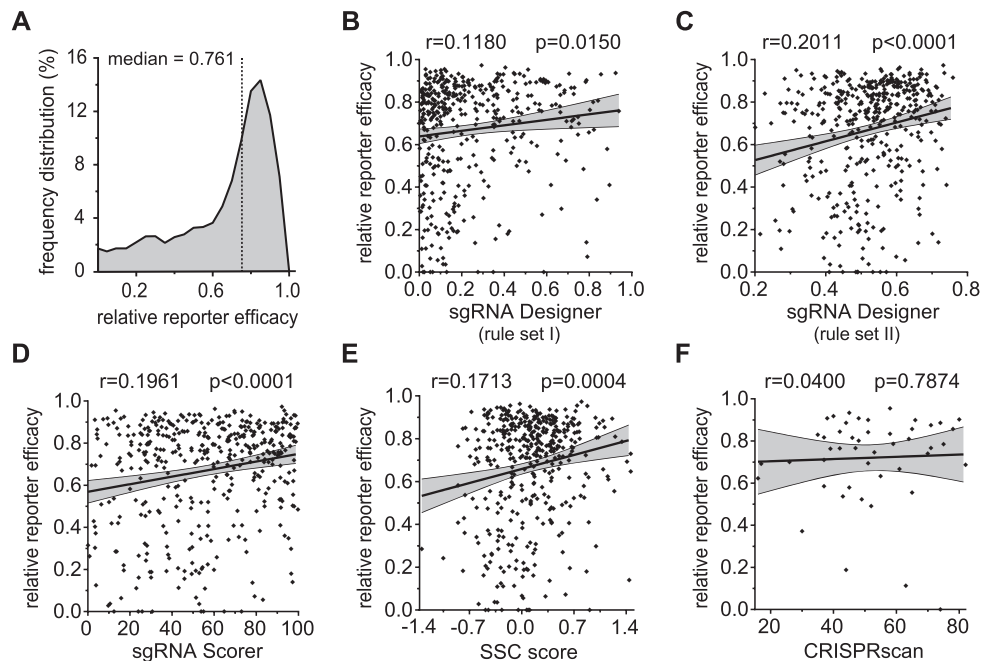 A
median = 0.761
frequency distribution (%)
16
12
8
4
0
0.2
0.6
1.0
relative reporter efficacy
B
r=0.1180 p=0.0150
relative reporter efficacy
1.0
0.8
0.6
0.4
0.2
0.0
0.0 0.2 0.4 0.6 0.8 1.0
sgRNA Designer
(rule set I)
C
r=0.2011 p<0.0001
relative reporter efficacy
1.0
0.8
0.6
0.4
0.2
0.0
0.2 0.4 0.6 0.8
sgRNA Designer
(rule set II)
D
r=0.1961 p<0.0001
relative reporter efficacy
1.0
0.8
0.6
0.4
0.2
0.0
0 20 40 60 80 100
sgRNA Scorer
E
r=0.1713 p=0.0004
relative reporter efficacy
1.0
0.8
0.6
0.4
0.2
0.0
-1.4 -0.7 0.0 0.7 1.4
SSC score
F
r=0.0400 p=0.7874
relative reporter efficacy
1.0
0.8
0.6
0.4
0.2
0.0
20 40 60 80
CRISPRscan